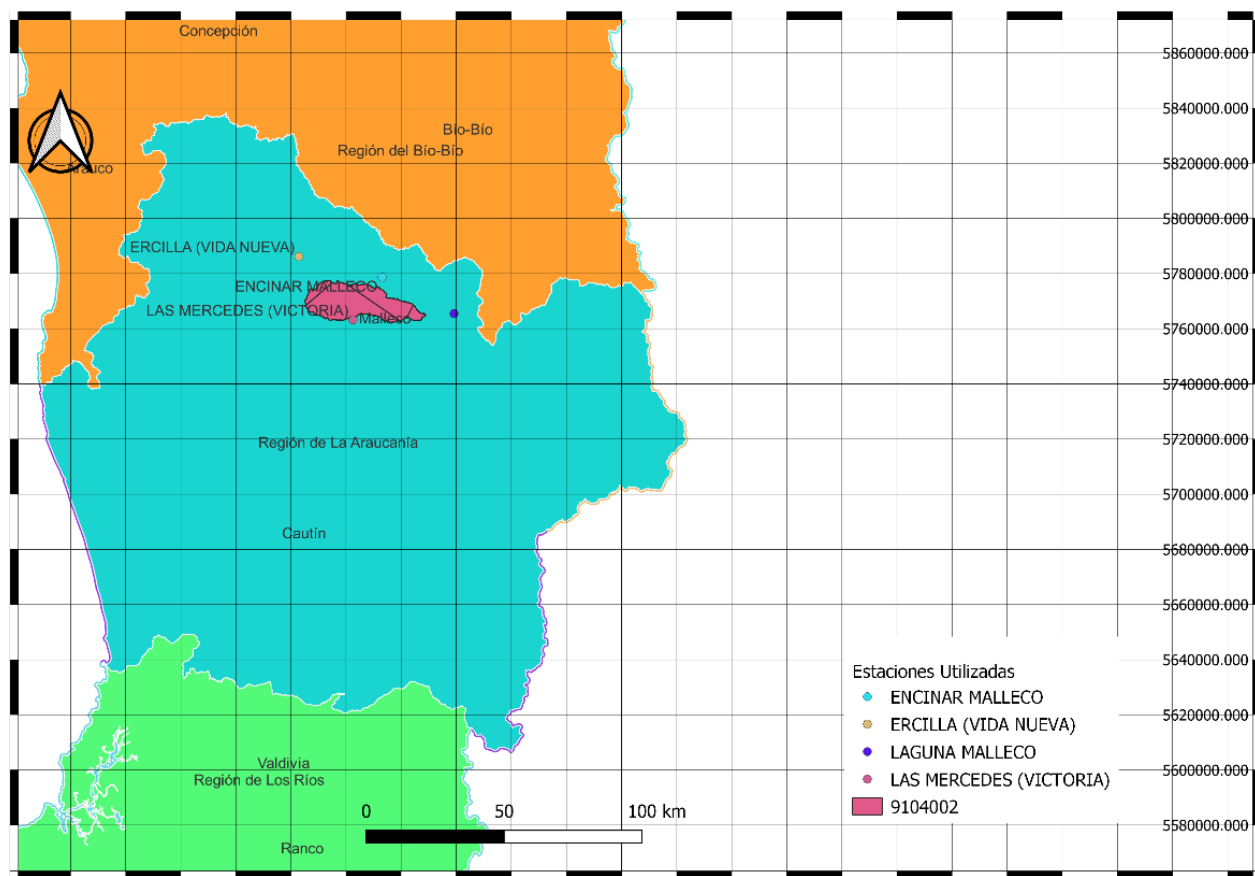 Concepción
5860000.000
5840000.000
Bío-Bío
Región del Bío-Bío
Arauco
5820000.000
5800000.000
ERCILLA (VIDA NUEVA)
5780000.000
ENCINAR MALLECO
LAS MERCEDES (VICTORIA)
Malleco
5760000.000
5740000.000
Región de La Araucanía
5720000.000
5700000.000
Cautín
5680000.000
5660000.000
5640000.000
5620000.000
5600000.000
5580000.000
Valdivia
Región de Los Ríos
Ranco
0 50 100 km
Estaciones Utilizadas
ENCINAR MALLECO
ERCILLA (VIDA NUEVA)
LAGUNA MALLECO
LAS MERCEDES (VICTORIA)
9104002